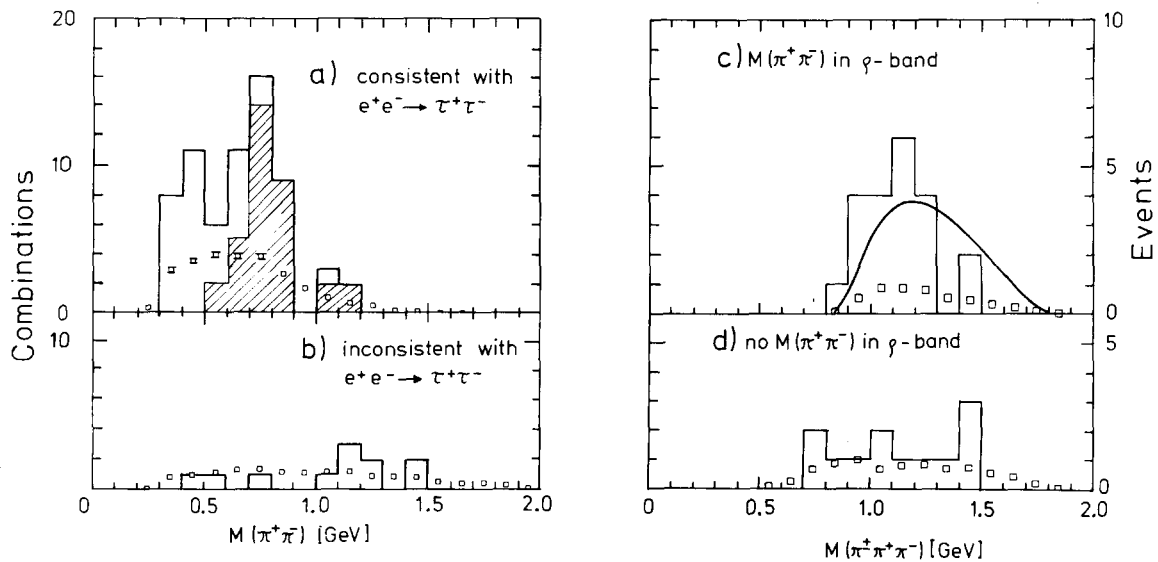 20
10
0
Combinations
a) consistent with
e⁺e⁻ → τ⁺τ⁻
10
b) inconsistent with
e⁺e⁻ → τ⁺τ⁻
0 0.5 1.0 1.5 2.0
M (π⁺π⁻) [GeV]
10
5
0
Events
c) M(π⁺π⁻) in ρ-band
5
0
d) no M(π⁺π⁻) in ρ-band
0 0.5 1.0 1.5 2.0
M(π±π⁺π⁻) [GeV]